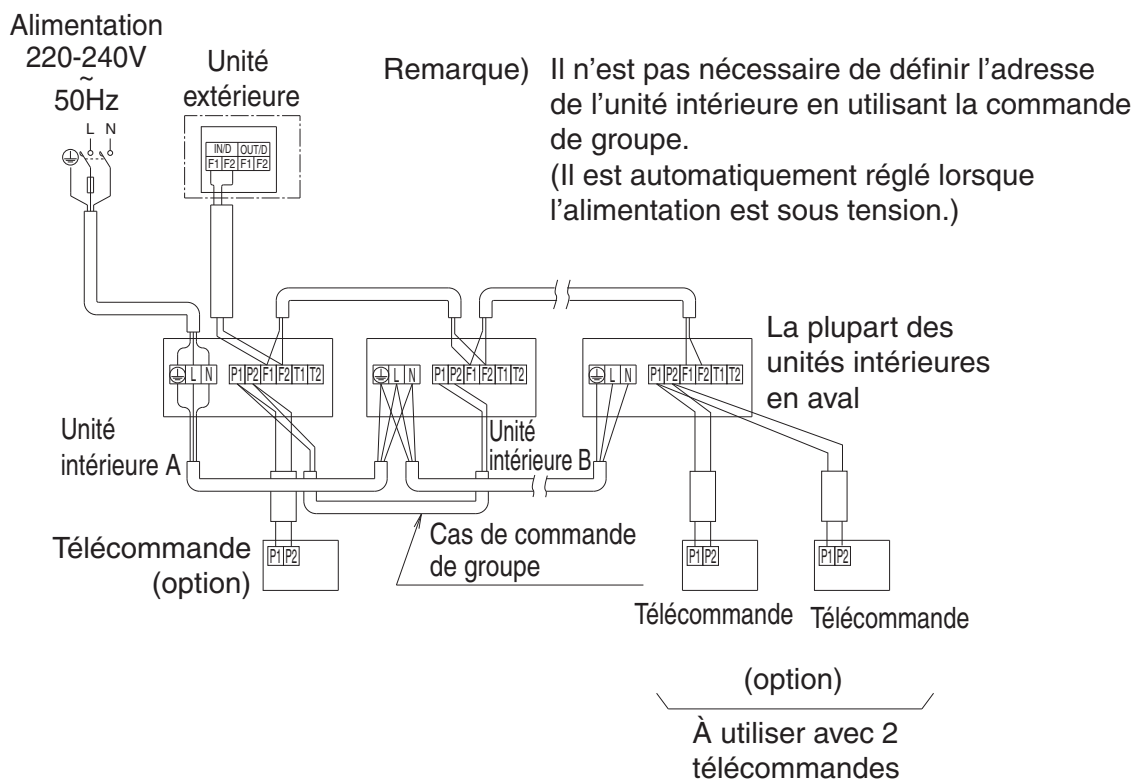 Alimentation
220-240V
~
50Hz
L N
Unité
extérieure
IN/D OUT/D
F1 F2 F1 F2
Remarque) Il n'est pas nécessaire de définir l'adresse
de l'unité intérieure en utilisant la commande
de groupe.
(Il est automatiquement réglé lorsque
l'alimentation est sous tension.)
L N P1 P2 F1 F2 T1 T2
L N P1 P2 F1 F2 T1 T2
L N P1 P2 F1 F2 T1 T2
La plupart des
unités intérieures
en aval
Unité
intérieure A
Unité
intérieure B
Télécommande
(option)
P1 P2
Cas de commande
de groupe
P1 P2
P1 P2
Télécommande
Télécommande
(option)
À utiliser avec 2
télécommandes